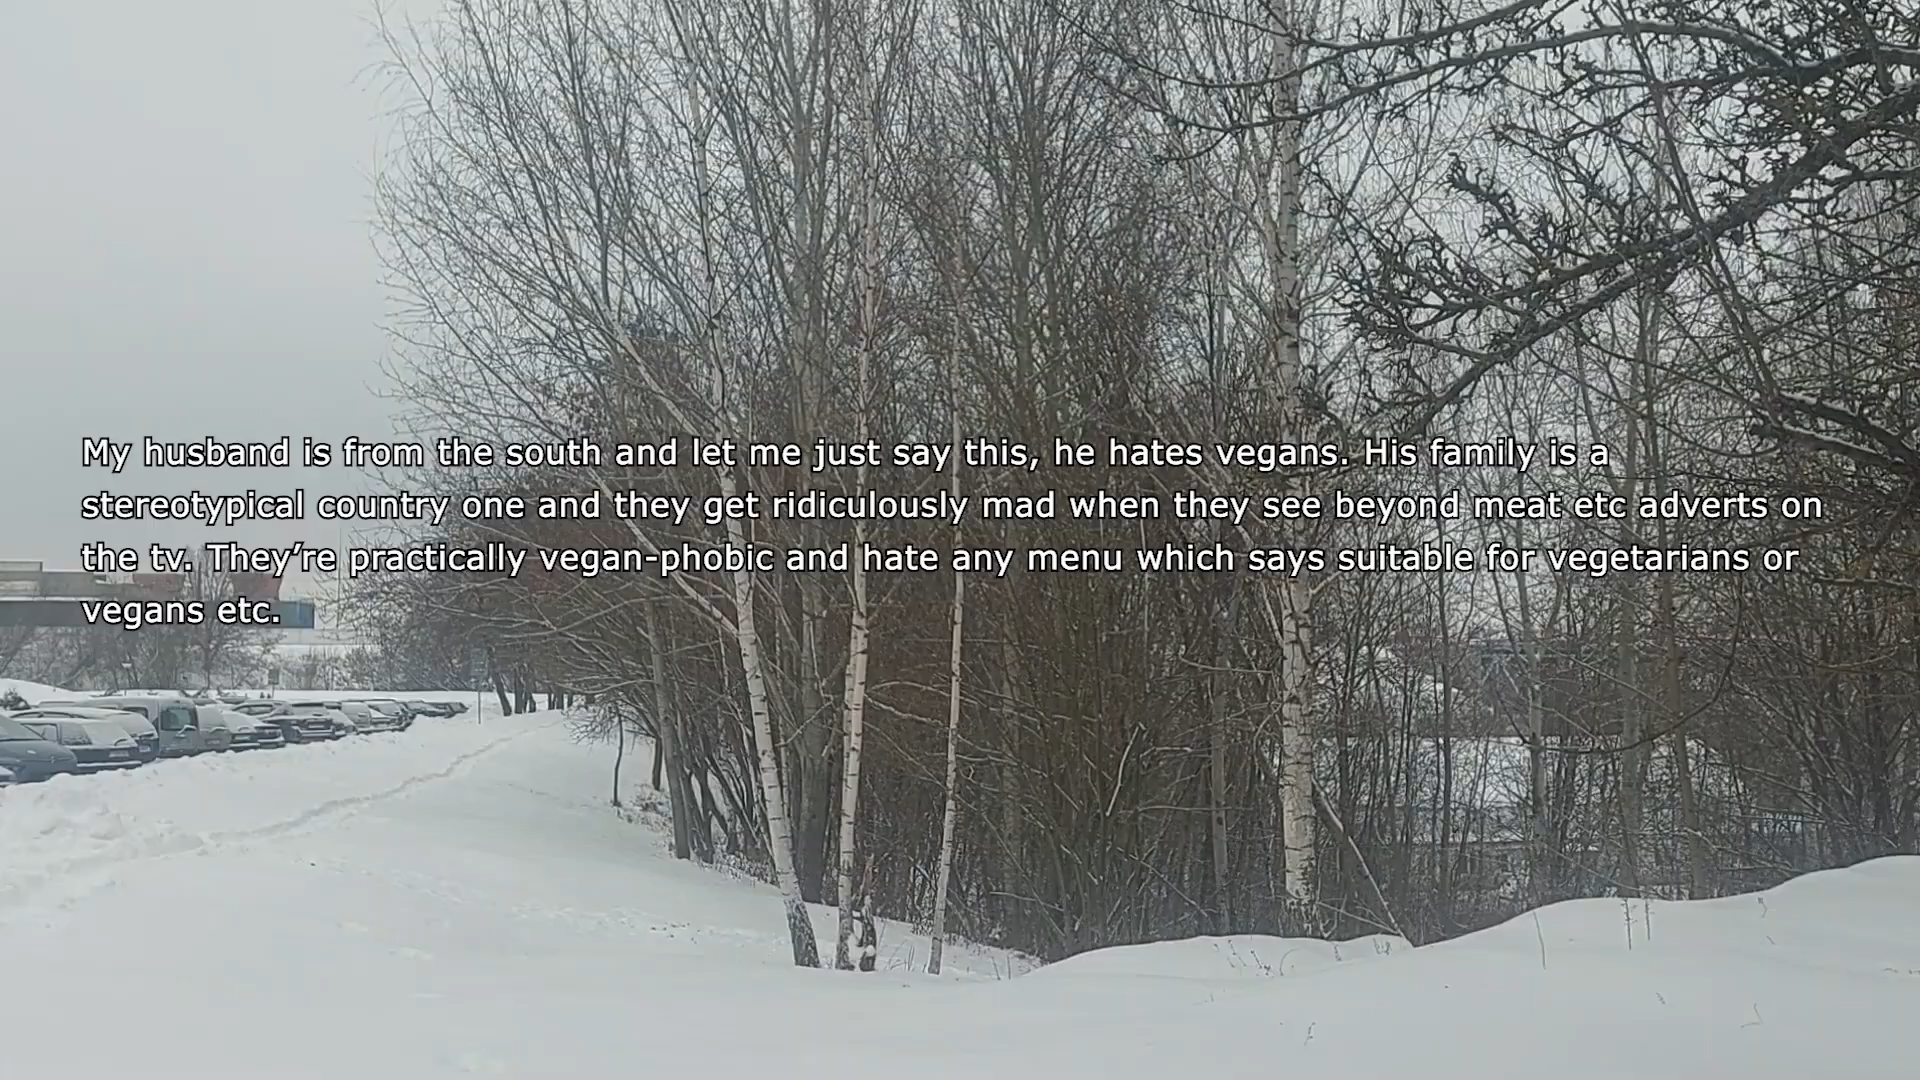 My husband is from the south and let me just say this, he hates vegans. His family is a
stereotypical country one and they get ridiculously mad when they see beyond meat etc adverts on
the tv. They’re practically vegan-phobic and hate any menu which says suitable for vegetarians or
vegans etc.